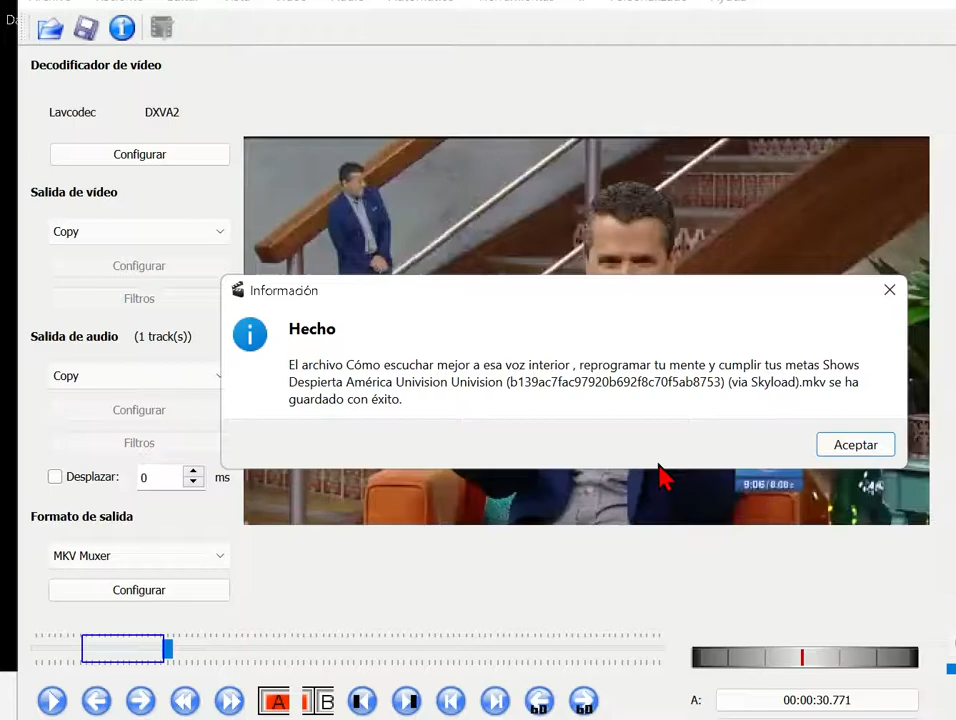 Decodificador de vídeo
Lavcodec DXVA2
Configurar
Salida de vídeo
Copy
Configurar
Filtros
Salida de audio (1 track(s))
Copy
Configurar
Filtros
Desplazar: 0 ms
Formato de salida
MKV Muxer
Configurar
Información
Hecho
El archivo Cómo escuchar mejor a esa voz interior , reprogramar tu mente y cumplir tus metas Shows
Despierta América Univision Univision (b139ac7fac97920b692f8c70f5ab8753) (via Skyload).mkv se ha
guardado con éxito.
Aceptar
A B 60 60
A: 00:00:30.771